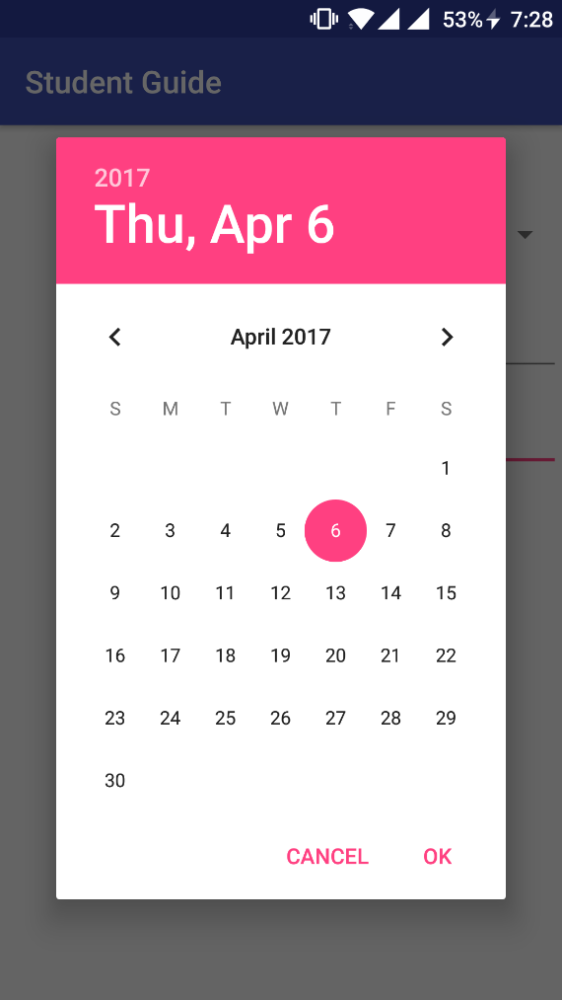 53% 7:28
Student Guide
2017
Thu, Apr 6
April 2017
S M T W T F S
1
2 3 4 5 6 7 8
9 10 11 12 13 14 15
16 17 18 19 20 21 22
23 24 25 26 27 28 29
30
CANCEL OK